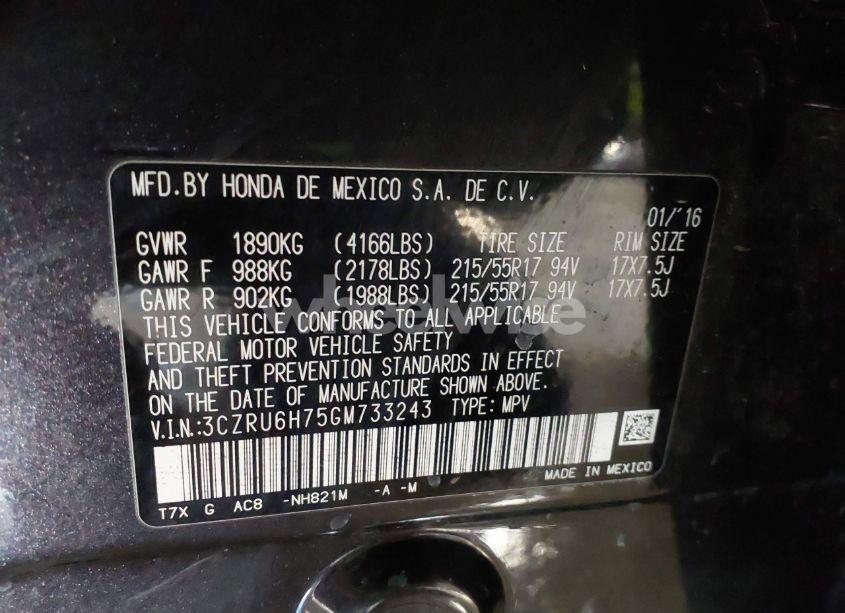 MFD.BY HONDA DE MEXICO S.A. DE C.V.
01/'16
GVWR 1890KG (4166LBS) TIRE SIZE RIM SIZE
GAWR F 988KG (2178LBS) 215/55R17 94V 17X7.5J
GAWR R 902KG (1988LBS) 215/55R17 94V 17X7.5J
THIS VEHICLE CONFORMS TO ALL APPLICABLE
FEDERAL MOTOR VEHICLE SAFETY
AND THEFT PREVENTION STANDARDS IN EFFECT
ON THE DATE OF MANUFACTURE SHOWN ABOVE.
V.I.N.:3CZRU6H75GM733243 TYPE: MPV
MADE IN MEXICO
T7X G AC8 -NH821M -A -M
wheelwise